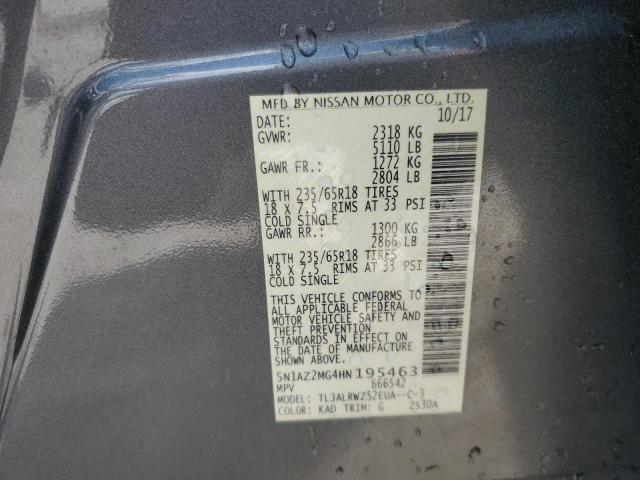 MFD BY NISSAN MOTOR CO., LTD.
DATE: 10/17
GVWR: 2318 KG
5110 LB
GAWR FR.: 1272 KG
2804 LB
WITH 235/65R18 TIRES
18 X 7.5 RIMS AT 33 PSI
COLD SINGLE
GAWR RR.: 1300 KG
2866 LB
WITH 235/65R18 TIRES
18 X 7.5 RIMS AT 33 PSI
COLD SINGLE
THIS VEHICLE CONFORMS TO
ALL APPLICABLE FEDERAL
MOTOR VEHICLE SAFETY AND
THEFT PREVENTION
STANDARDS IN EFFECT ON
THE DATE OF MANUFACTURE
SHOWN ABOVE.
5N1AZ2MG4HN195463
MPV 666542
MODEL: TLJALRWZ52EUA--C-3
COLOR: KAD TRIM: G 2530A